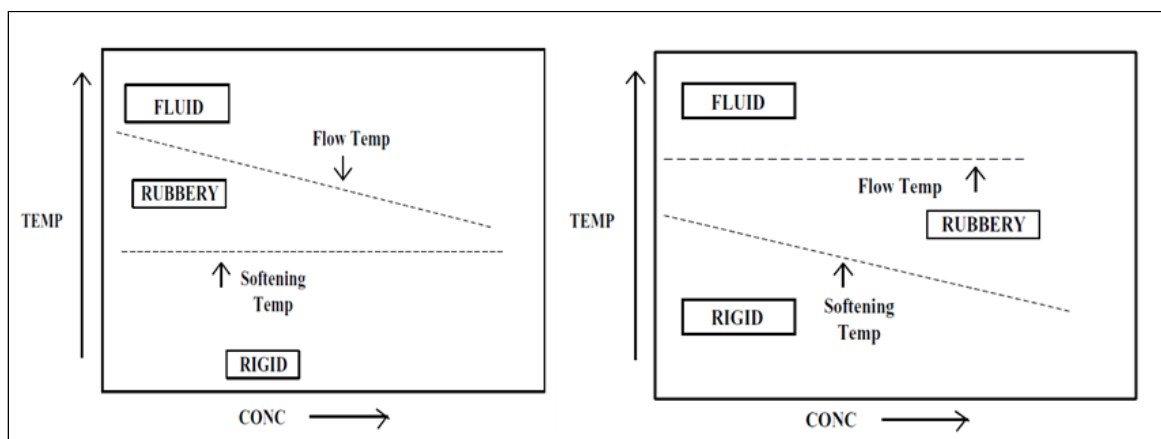 FLUID
Flow Temp
RUBBERY
TEMP
Softening
Temp
RIGID
CONC
FLUID
Flow Temp
RUBBERY
TEMP
Softening
Temp
RIGID
CONC